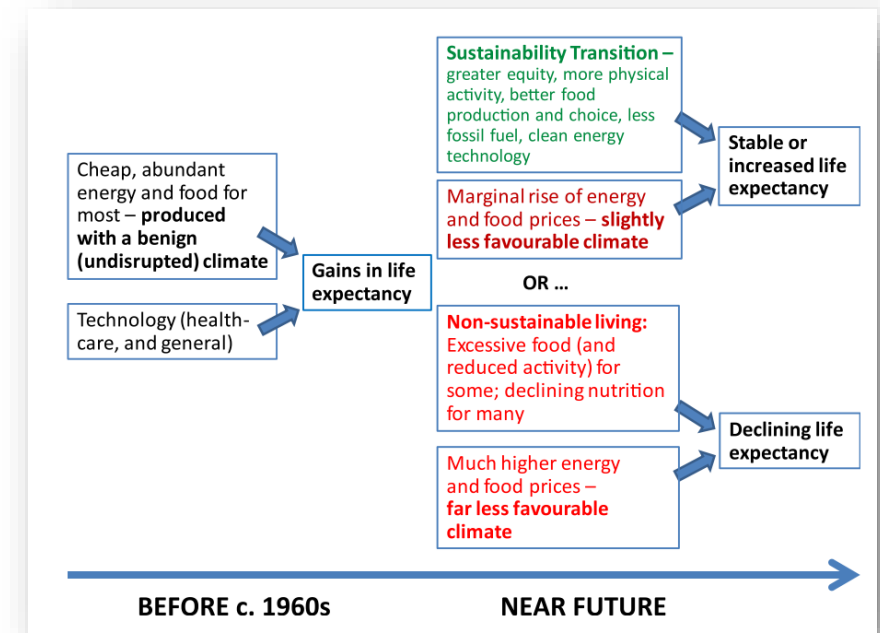 Cheap, abundant
energy and food for
most – produced
with a benign
(undisrupted) climate
Technology (health-
care, and general)
Gains in life
expectancy
Sustainability Transition –
greater equity, more physical
activity, better food
production and choice, less
fossil fuel, clean energy
technology
Marginal rise of energy
and food prices – slightly
less favourable climate
Stable or
increased life
expectancy
OR ...
Non-sustainable living:
Excessive food (and
reduced activity) for
some; declining nutrition
for many
Much higher energy
and food prices –
far less favourable
climate
Declining life
expectancy
BEFORE c. 1960s
NEAR FUTURE